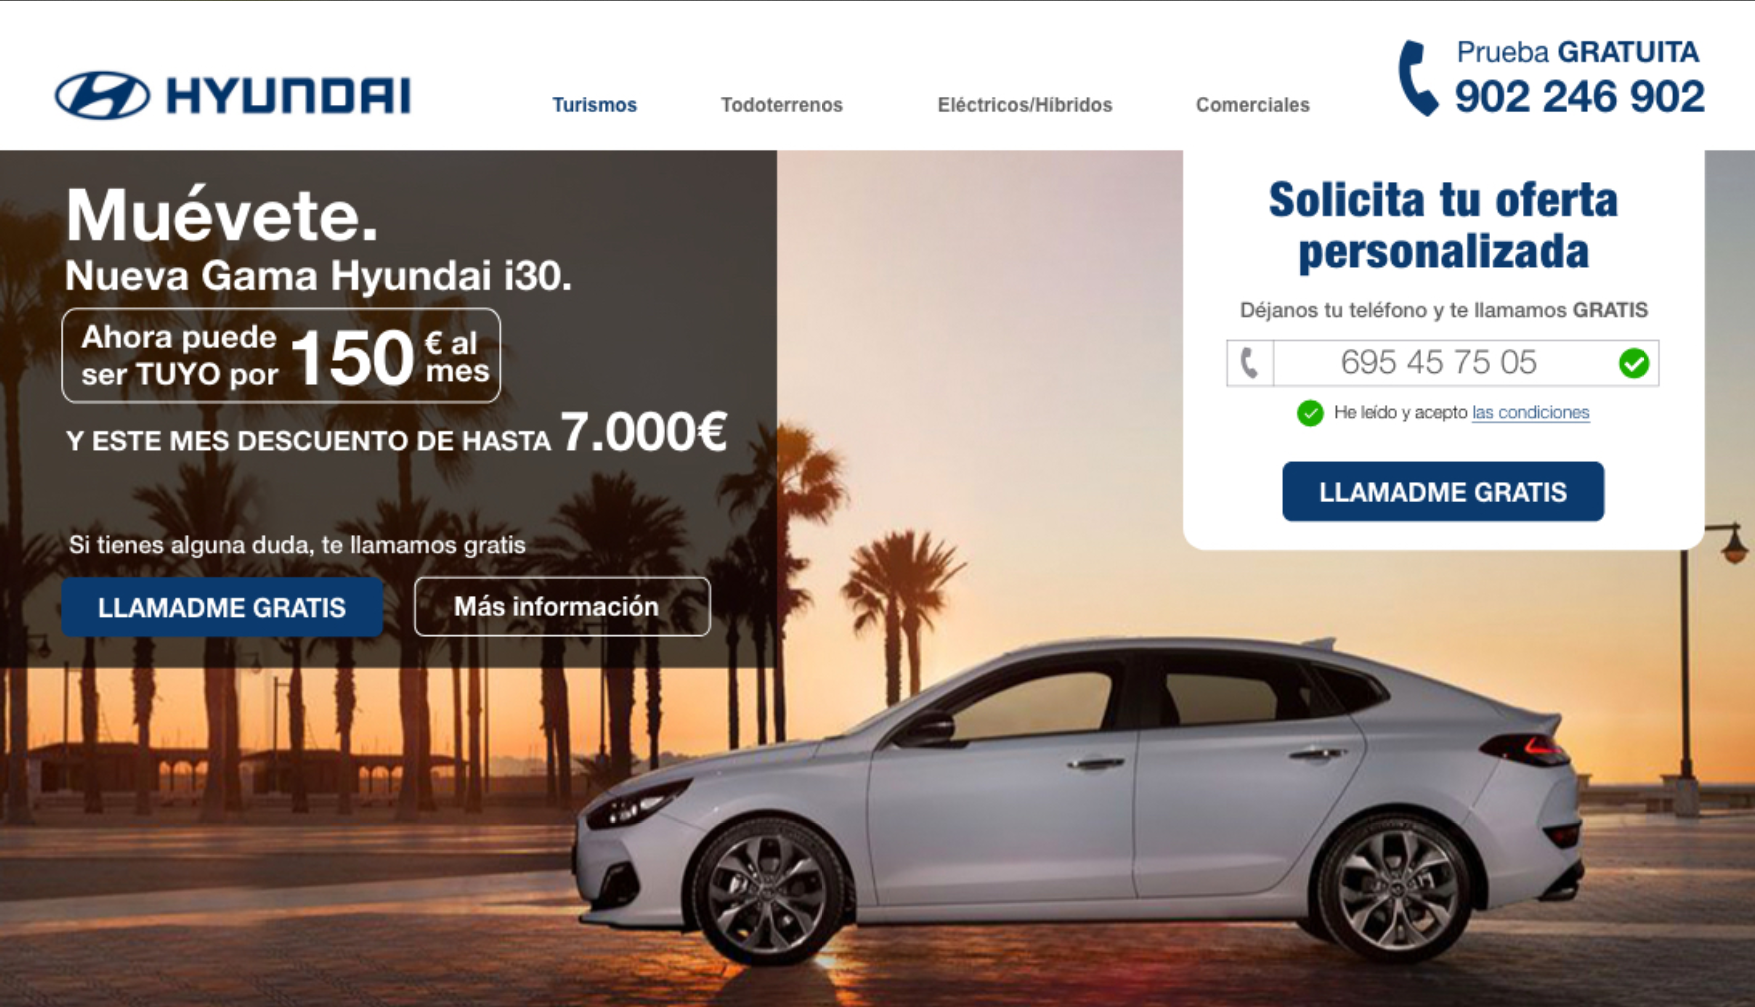 HYUNDAI
Turismos
Todoterrenos
Eléctricos/Híbridos
Comerciales
Prueba GRATUITA
902 246 902
Muévete.
Nueva Gama Hyundai i30.
Ahora puede
ser TUYO por
150
€ al
mes
Y ESTE MES DESCUENTO DE HASTA 7.000€
Si tienes alguna duda, te llamamos gratis
LLAMADME GRATIS
Más información
Solicita tu oferta
personalizada
Déjanos tu teléfono y te llamamos GRATIS
695 45 75 05
He leído y acepto las condiciones
LLAMADME GRATIS